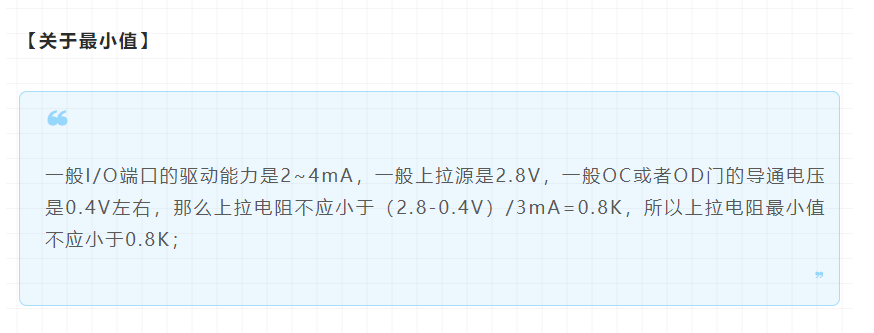 【关于最小值】
❝
一般I/O端口的驱动能力是2~4mA，一般上拉源是2.8V，一般OC或者OD门的导通电压
是0.4V左右，那么上拉电阻不应小于（2.8-0.4V）/3mA=0.8K，所以上拉电阻最小值
不应小于0.8K；
❞